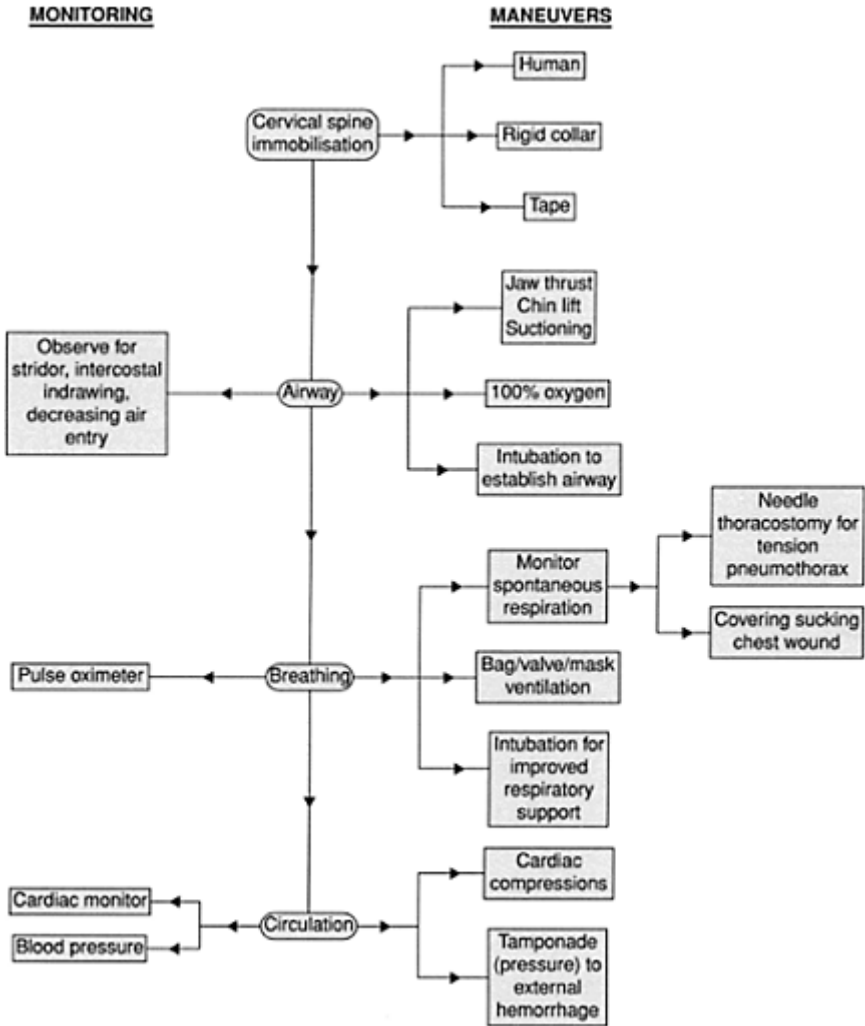 MONITORING
MANEUVERS
Human
Cervical spine
immobilisation
Rigid collar
Tape
Jaw thrust
Chin lift
Suctioning
Observe for
stridor, intercostal
indrawing,
decreasing air
entry
Airway
100% oxygen
Intubation to
establish airway
Needle
thoracostomy for
tension
pneumothorax
Monitor
spontaneous
respiration
Covering sucking
chest wound
Pulse oximeter
Breathing
Bag/valve/mask
ventilation
Intubation for
improved
respiratory
support
Cardiac
compressions
Cardiac monitor
Blood pressure
Circulation
Tamponade
(pressure) to
external
hemorrhage